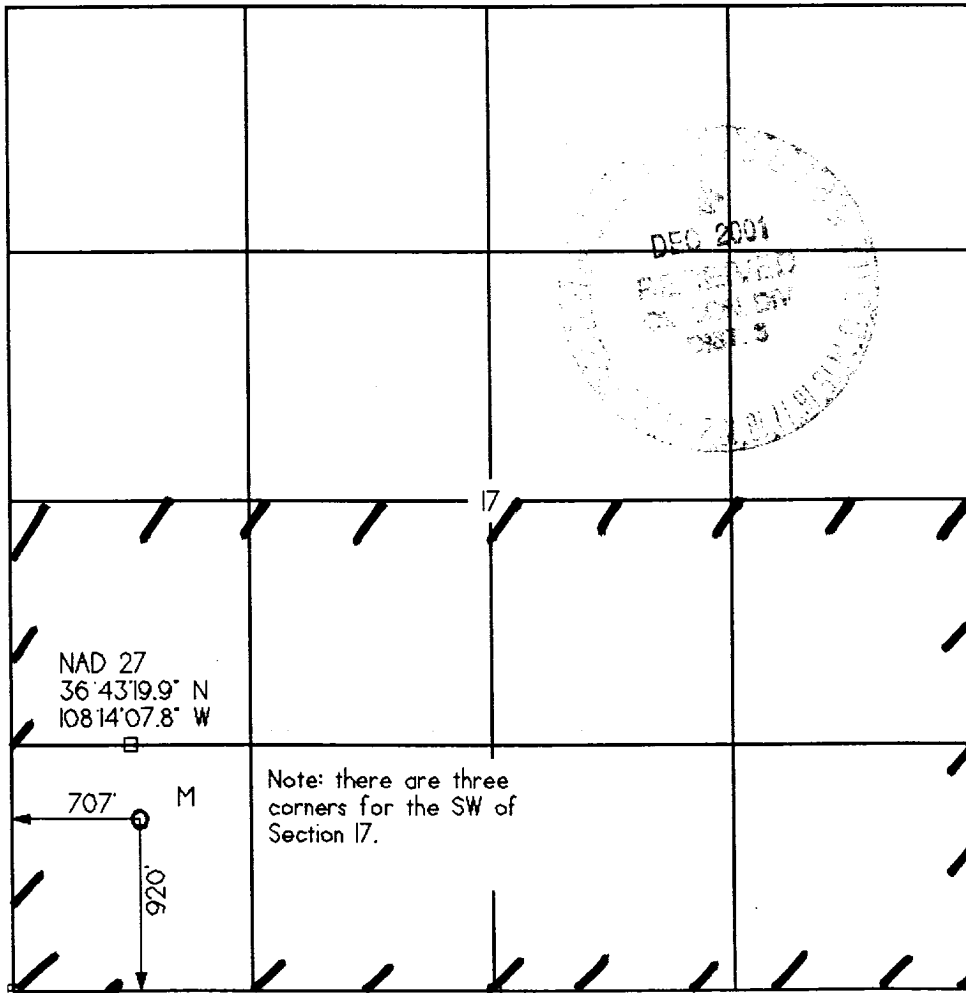 DEC 2001
17
NAD 27
36°43'19.9" N
108°14'07.8" W
Note: there are three
corners for the SW of
Section 17.
707'
M
920'